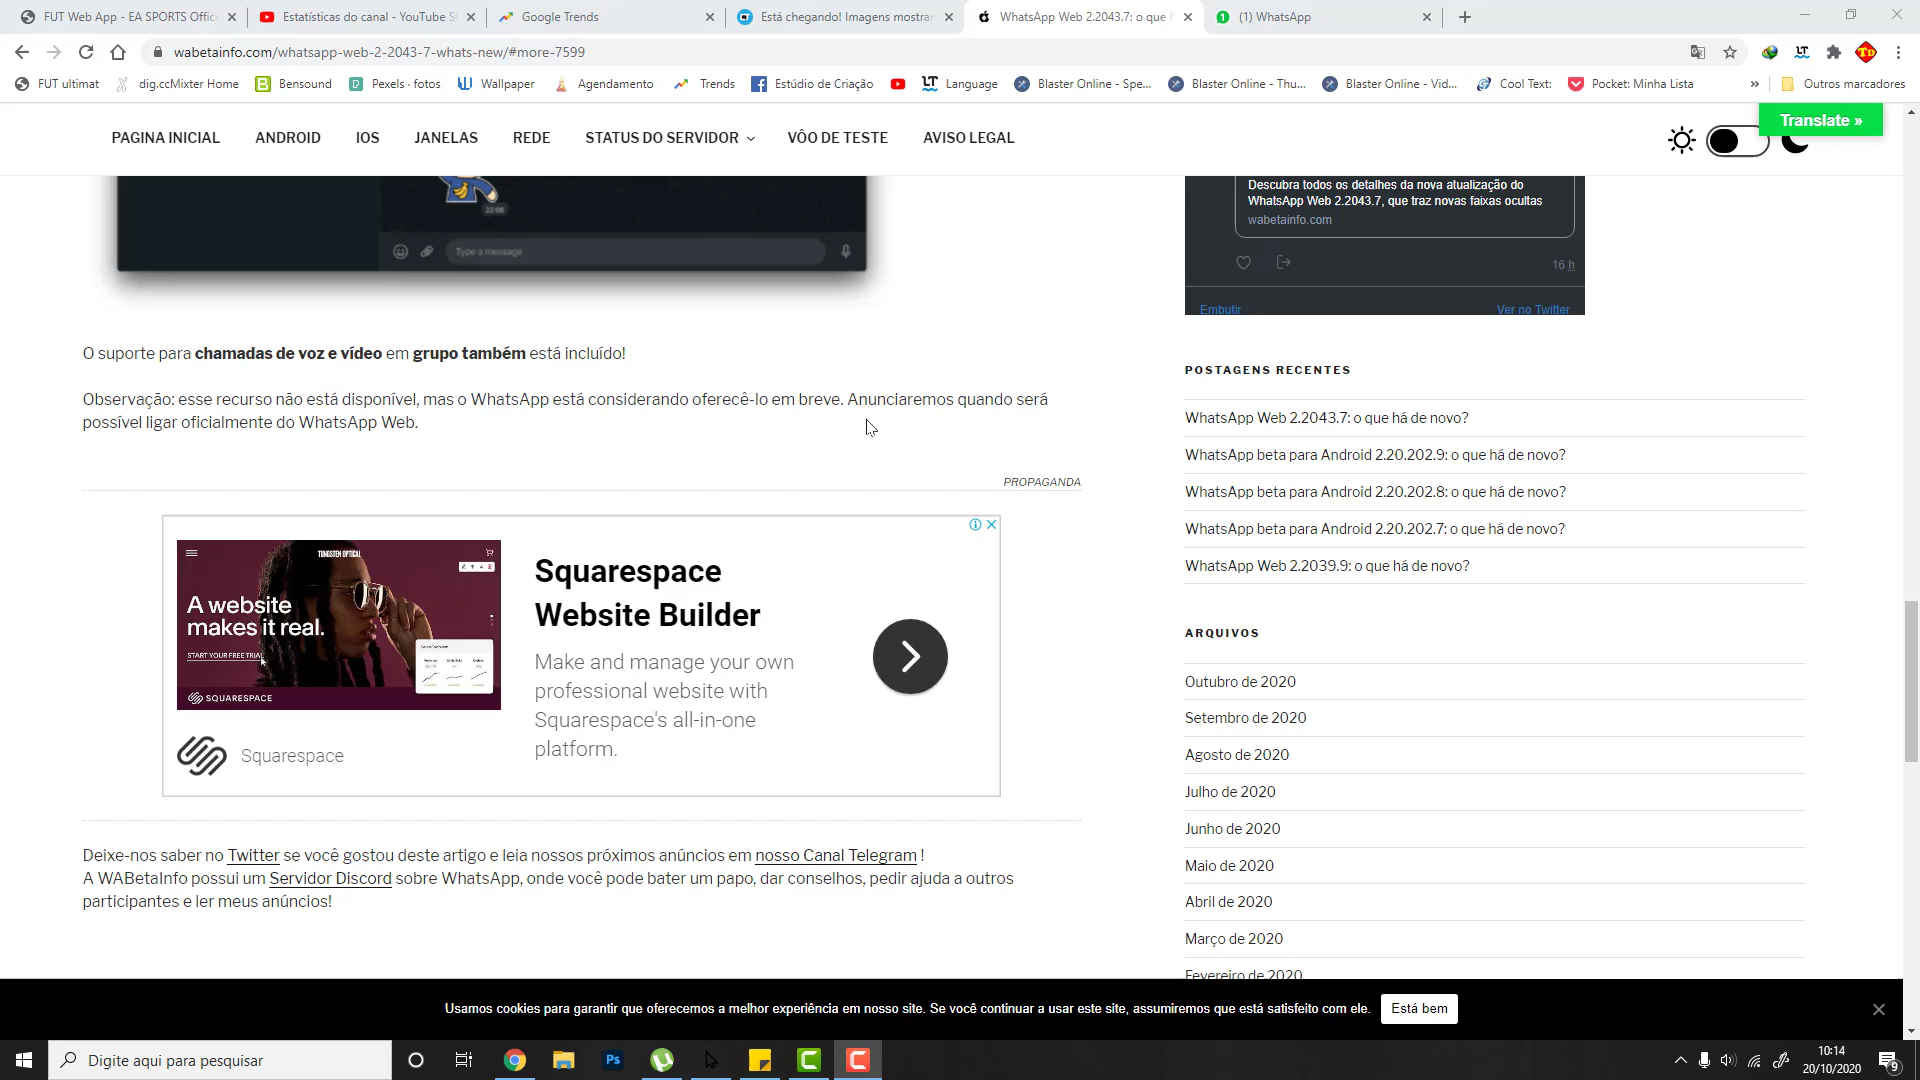 FUT Web App - EA SPORTS Offici
Estatísticas do canal - YouTube S
Google Trends
Está chegando! Imagens mostram
WhatsApp Web 2.2043.7: o que h
(1) WhatsApp
wabetainfo.com/whatsapp-web-2-2043-7-whats-new/#more-7599
FUT ultimat
dig.ccMixter Home
Bensound
Pexels · fotos
Wallpaper
Agendamento
Trends
Estúdio de Criação
Language
Blaster Online - Spe...
Blaster Online - Thu...
Blaster Online - Vid...
Cool Text:
Pocket: Minha Lista
»
Outros marcadores
Translate »
PAGINA INICIAL
ANDROID
IOS
JANELAS
REDE
STATUS DO SERVIDOR
VÔO DE TESTE
AVISO LEGAL
22:06
Type a message
Descubra todos os detalhes da nova atualização do
WhatsApp Web 2.2043.7, que traz novas faixas ocultas
wabetainfo.com
16 h
Embutir
Ver no Twitter
O suporte para chamadas de voz e vídeo em grupo também está incluído!
Observação: esse recurso não está disponível, mas o WhatsApp está considerando oferecê-lo em breve. Anunciaremos quando será
possível ligar oficialmente do WhatsApp Web.
PROPAGANDA
TUNGSTEN OPTICAL
A website
makes it real.
START YOUR FREE TRIAL
SQUARESPACE
Squarespace
Squarespace
Website Builder
Make and manage your own
professional website with
Squarespace's all-in-one
platform.
Deixe-nos saber no Twitter se você gostou deste artigo e leia nossos próximos anúncios em nosso Canal Telegram !
A WABetaInfo possui um Servidor Discord sobre WhatsApp, onde você pode bater um papo, dar conselhos, pedir ajuda a outros
participantes e ler meus anúncios!
POSTAGENS RECENTES
WhatsApp Web 2.2043.7: o que há de novo?
WhatsApp beta para Android 2.20.202.9: o que há de novo?
WhatsApp beta para Android 2.20.202.8: o que há de novo?
WhatsApp beta para Android 2.20.202.7: o que há de novo?
WhatsApp Web 2.2039.9: o que há de novo?
ARQUIVOS
Outubro de 2020
Setembro de 2020
Agosto de 2020
Julho de 2020
Junho de 2020
Maio de 2020
Abril de 2020
Março de 2020
Fevereiro de 2020
Usamos cookies para garantir que oferecemos a melhor experiência em nosso site. Se você continuar a usar este site, assumiremos que está satisfeito com ele.
Está bem
Digite aqui para pesquisar
Ps
10:14
20/10/2020
9